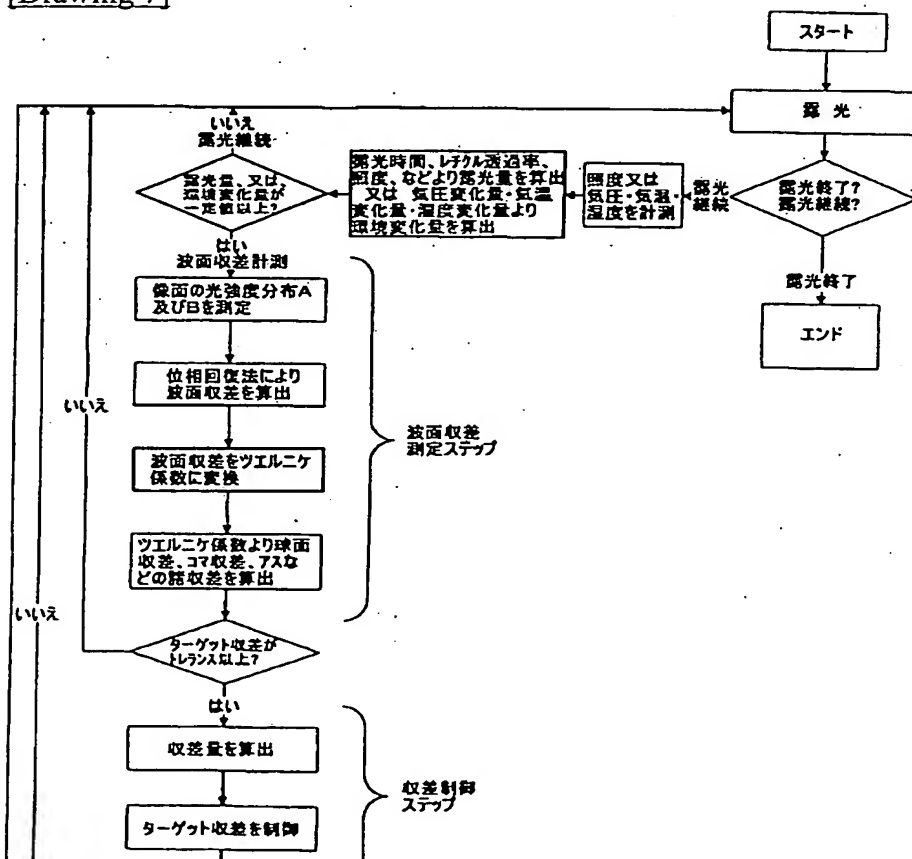 [Drawing 7]
スタート
露 光
露光終了?
露光継続?
露光終了
エンド
露光
継続
照度又は
気圧・気温・
湿度を計測
露光時間、レチクル透過率、
照度、などより露光量を算出
又は 気圧変化量・気温
変化量・湿度変化量より
環境変化量を算出
いいえ
露光継続
露光量、又は
環境変化量が
一定値以上?
はい
波面収差計測
像面の光強度分布A
及びBを測定
位相回復法により
波面収差を算出
波面収差をツエルニケ
係数に変換
ツエルニケ係数より球面
収差、コマ収差、アスな
どの諸収差を算出
波面収差
測定ステップ
いいえ
いいえ
ターゲット収差が
トレランス以上?
はい
収差量を算出
ターゲット収差を制御
収差制御
ステップ